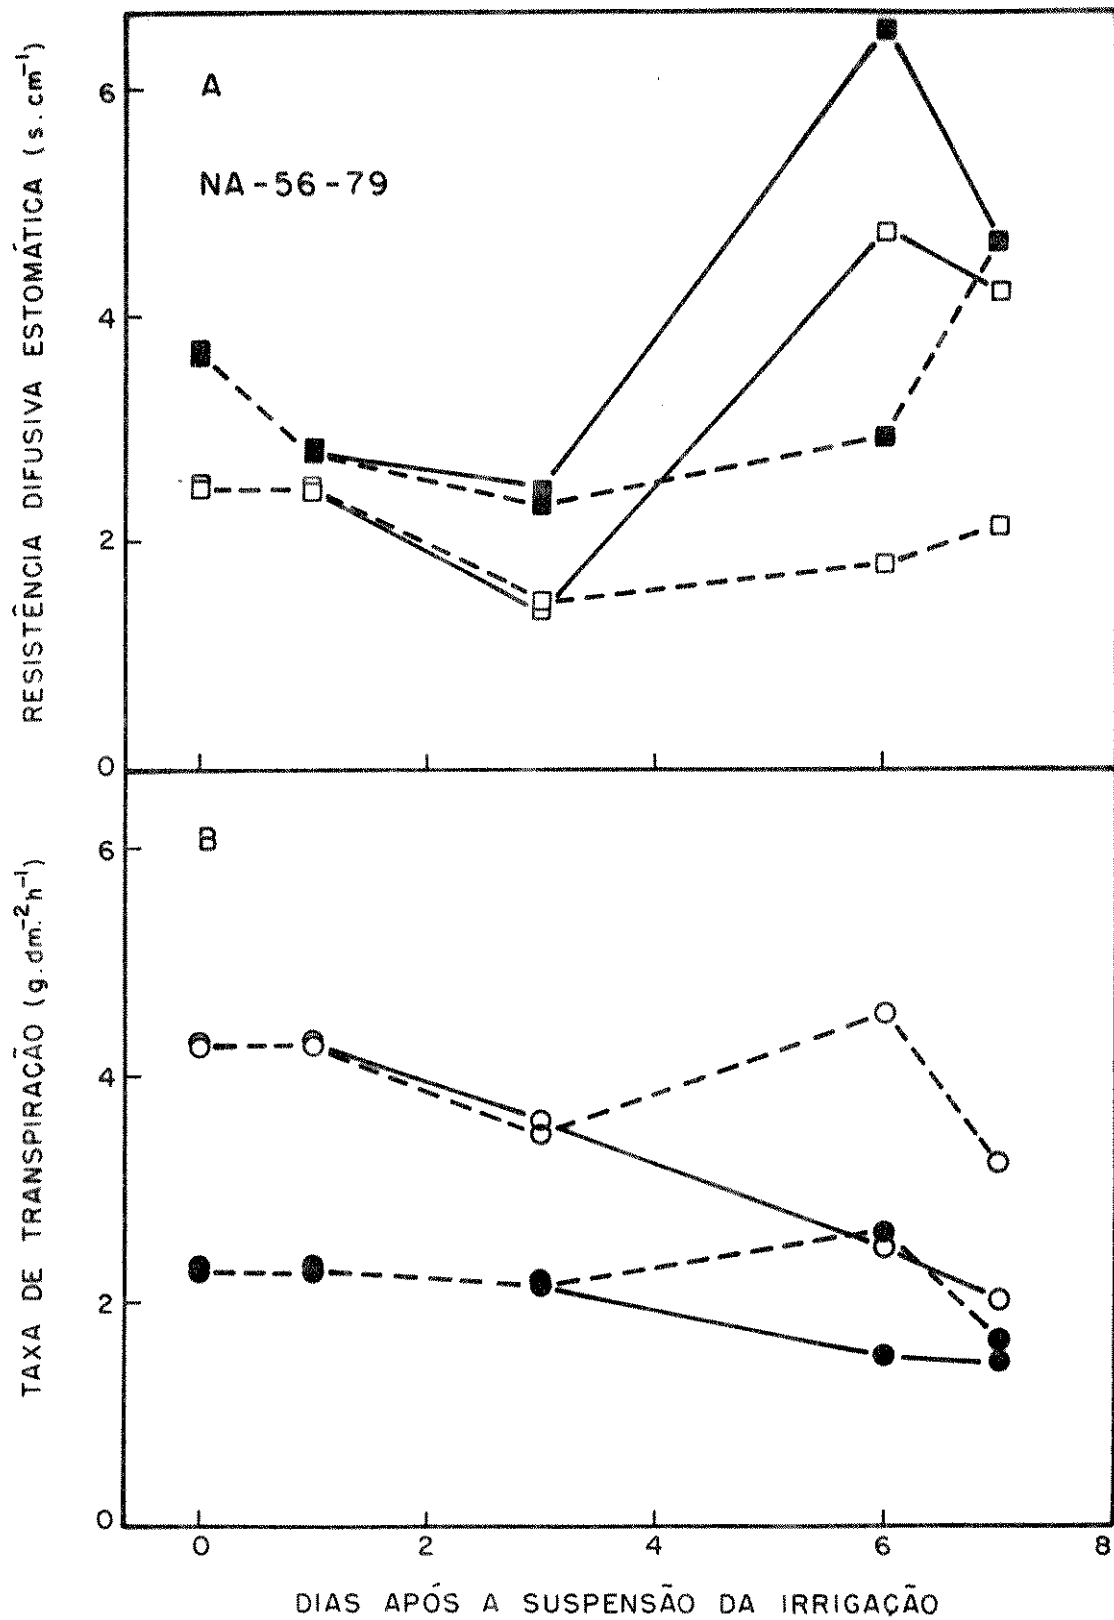 RESISTÊNCIA DIFUSIVA ESTOMÁTICA (s. cm⁻¹)
A
NA-56-79
6
4
2
0
TAXA DE TRANSPIRAÇÃO (g.dm.⁻²h⁻¹)
B
6
4
2
0
0 2 4 6 8
DIAS APÓS A SUSPENSÃO DA IRRIGAÇÃO